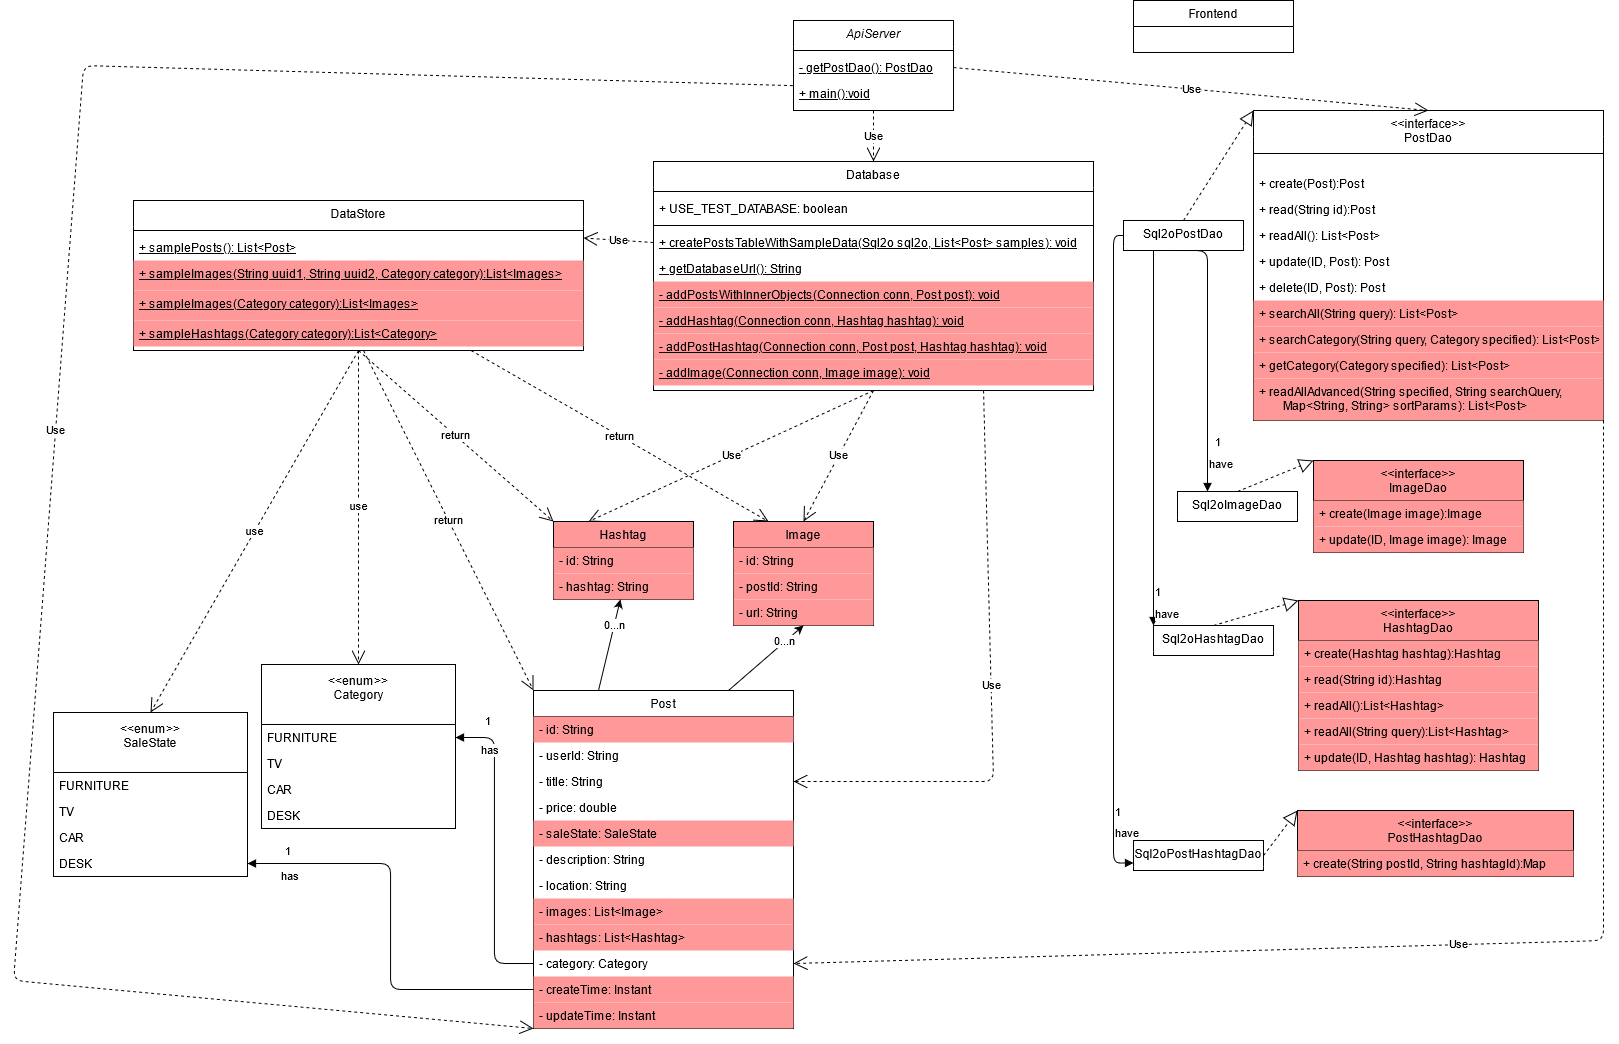 Frontend
ApiServer
- getPostDao(): PostDao
+ main():void
Use
Use
Use
<<interface>>
PostDao
+ create(Post):Post
+ read(String id):Post
+ readAll(): List<Post>
+ update(ID, Post): Post
+ delete(ID, Post): Post
+ searchAll(String query): List<Post>
+ searchCategory(String query, Category specified): List<Post>
+ getCategory(Category specified): List<Post>
+ readAllAdvanced(String specified, String searchQuery,
Map<String, String> sortParams): List<Post>
Database
+ USE_TEST_DATABASE: boolean
+ createPostsTableWithSampleData(Sql2o sql2o, List<Post> samples): void
+ getDatabaseUrl(): String
- addPostsWithInnerObjects(Connection conn, Post post): void
- addHashtag(Connection conn, Hashtag hashtag): void
- addPostHashtag(Connection conn, Post post, Hashtag hashtag): void
- addImage(Connection conn, Image image): void
Use
DataStore
+ samplePosts(): List<Post>
+ sampleImages(String uuid1, String uuid2, Category category):List<Images>
+ sampleImages(Category category):List<Images>
+ sampleHashtags(Category category):List<Category>
Sql2oPostDao
return
return
Use
Use
use
return
use
1
have
Sql2oImageDao
<<interface>>
ImageDao
+ create(Image image):Image
+ update(ID, Image image): Image
Hashtag
- id: String
- hashtag: String
Image
- id: String
- postId: String
- url: String
0...n
0...n
1
have
Sql2oHashtagDao
<<interface>>
HashtagDao
+ create(Hashtag hashtag):Hashtag
+ read(String id):Hashtag
+ readAll():List<Hashtag>
+ readAll(String query):List<Hashtag>
+ update(ID, Hashtag hashtag): Hashtag
Use
<<enum>>
Category
FURNITURE
TV
CAR
DESK
1
has
<<enum>>
SaleState
FURNITURE
TV
CAR
DESK
1
has
Post
- id: String
- userId: String
- title: String
- price: double
- saleState: SaleState
- description: String
- location: String
- images: List<Image>
- hashtags: List<Hashtag>
- category: Category
- createTime: Instant
- updateTime: Instant
1
have
Sql2oPostHashtagDao
<<interface>>
PostHashtagDao
+ create(String postId, String hashtagId):Map
Use